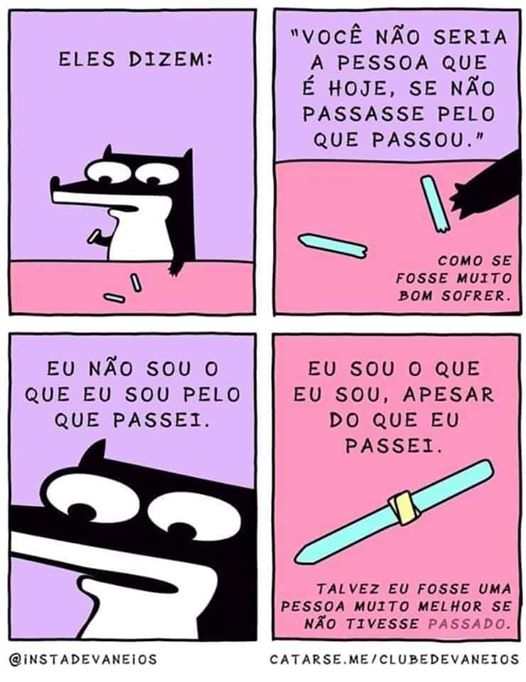 ELES DIZEM:
"VOCÊ NÃO SERIA
A PESSOA QUE
É HOJE, SE NÃO
PASSASSE PELO
QUE PASSOU."
COMO SE
FOSSE MUITO
BOM SOFRER.
EU NÃO SOU O
QUE EU SOU PELO
QUE PASSEI.
EU SOU O QUE
EU SOU, APESAR
DO QUE EU
PASSEI.
TALVEZ EU FOSSE UMA
PESSOA MUITO MELHOR SE
NÃO TIVESSE PASSADO.
@INSTADEVANEIOS
CATARSE.ME/CLUBEDEVANEIOS